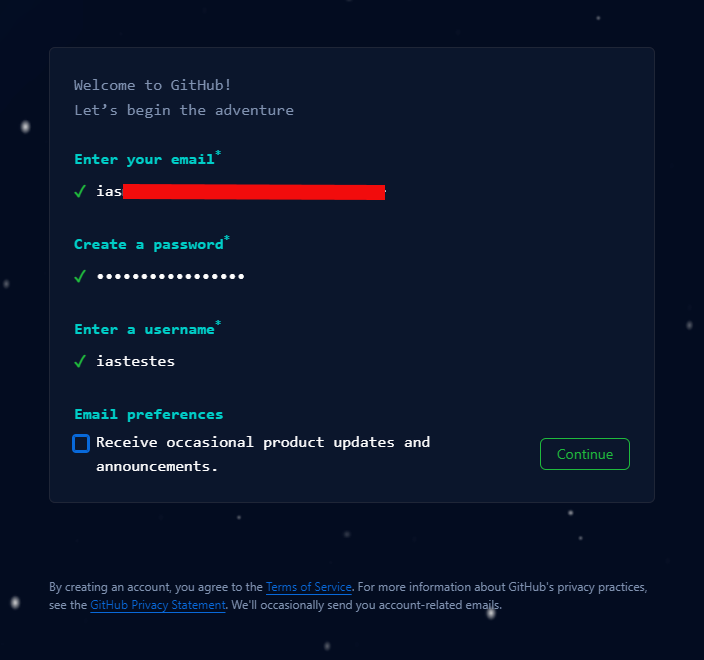 Welcome to GitHub!
Let’s begin the adventure
Enter your email*
✓ ias
Create a password*
✓ •••••••••••••••••
Enter a username*
✓ iastestes
Email preferences
Receive occasional product updates and
announcements.
Continue
By creating an account, you agree to the Terms of Service. For more information about GitHub's privacy practices,
see the GitHub Privacy Statement. We'll occasionally send you account-related emails.